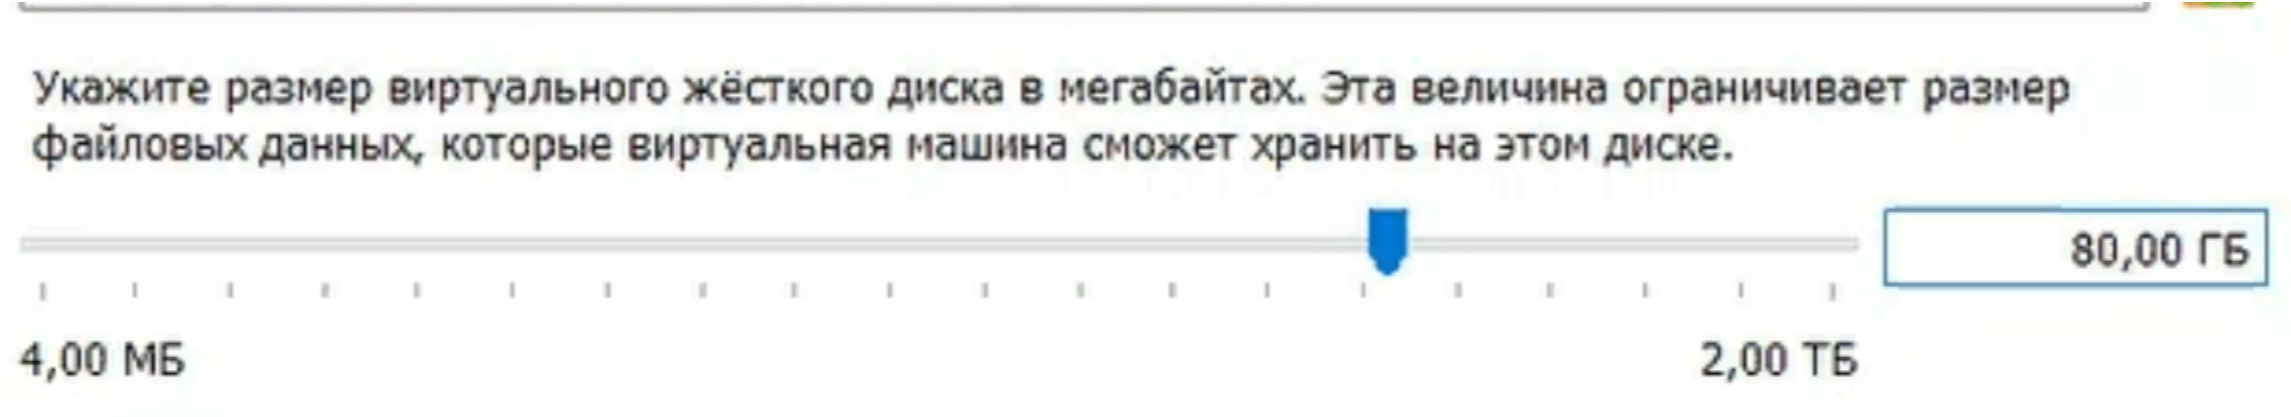 Укажите размер виртуального жёсткого диска в мегабайтах. Эта величина ограничивает размер
файловых данных, которые виртуальная машина сможет хранить на этом диске.
80,00 ГБ
4,00 МБ
2,00 ТБ